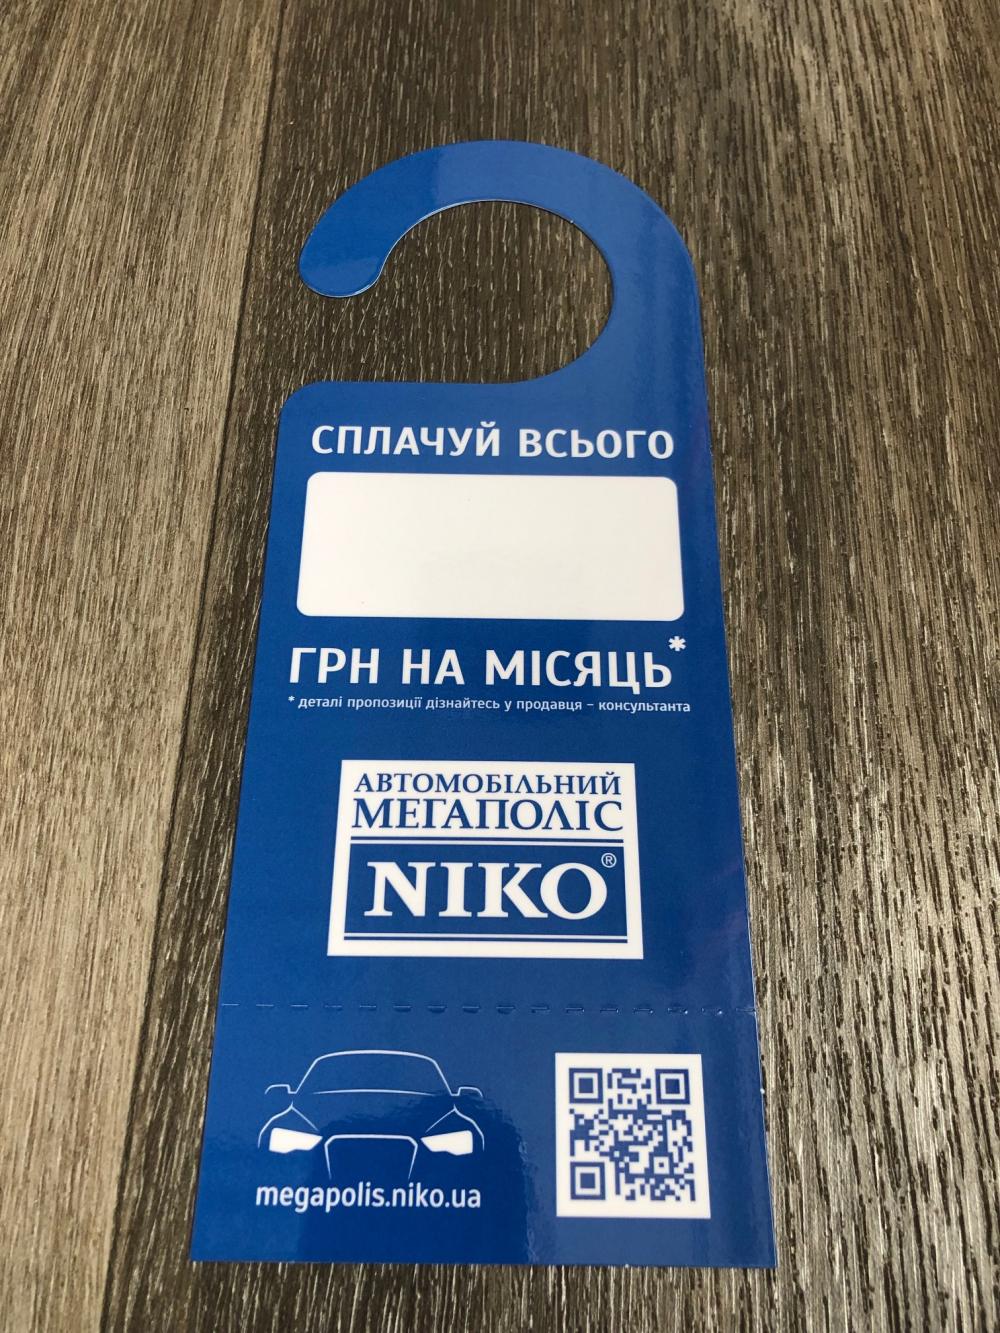 СПЛАЧУЙ ВСЬОГО
ГРН НА МІСЯЦЬ*
* деталі пропозиції дізнайтесь у продавця – консультанта
АВТОМОБІЛЬНИЙ
МЕГАПОЛІС
NIKO®
megapolis.niko.ua